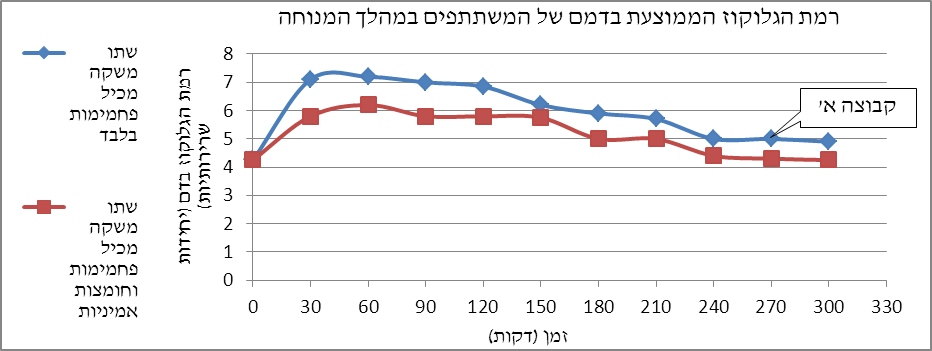 רמת הגלוקוז הממוצעת בדמם של המשתתפים במהלך המנוחה
שתו
משקה
מכיל
פחמימות
בלבד
שתו
משקה
מכיל
פחמימות
וחומצות
אמיניות
רמת הגלוקוז בדם (יחידות
שרירותיות)
8
7
6
5
4
3
2
1
0
קבוצה א'
0 30 60 90 120 150 180 210 240 270 300 330
זמן (דקות)